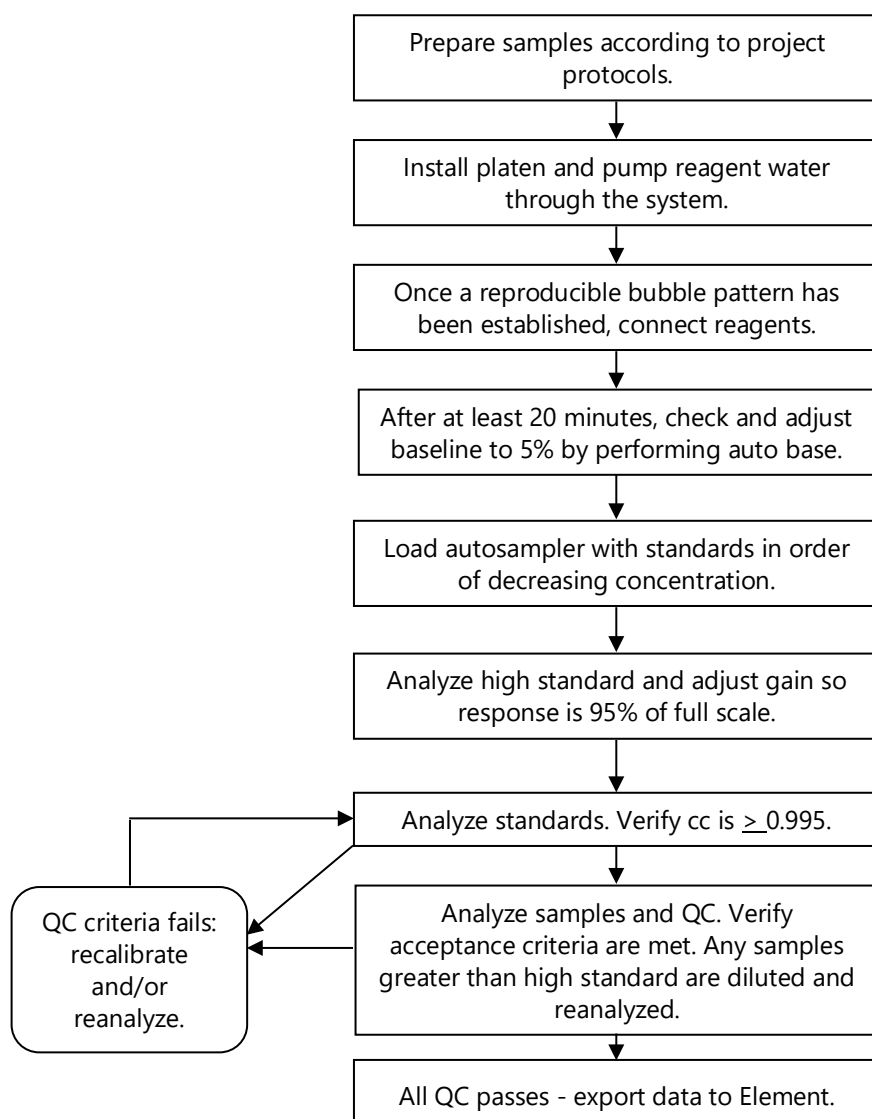 Prepare samples according to project
protocols.
Install platen and pump reagent water
through the system.
Once a reproducible bubble pattern has
been established, connect reagents.
After at least 20 minutes, check and adjust
baseline to 5% by performing auto base.
Load autosampler with standards in order
of decreasing concentration.
Analyze high standard and adjust gain so
response is 95% of full scale.
Analyze standards. Verify cc is > 0.995.
QC criteria fails:
recalibrate
and/or
reanalyze.
Analyze samples and QC. Verify
acceptance criteria are met. Any samples
greater than high standard are diluted and
reanalyzed.
All QC passes - export data to Element.